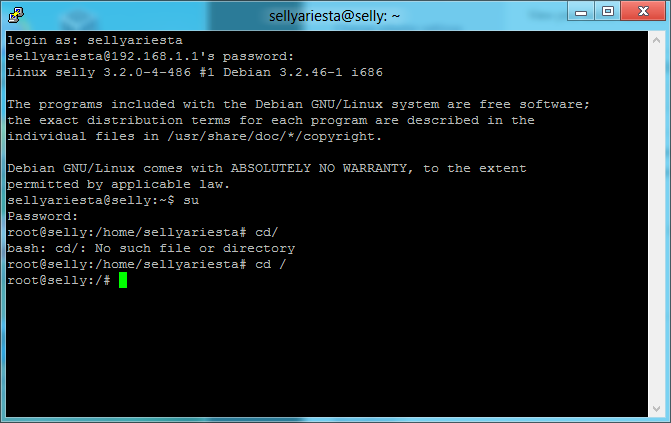 sellyariesta@selly: ~
login as: sellyariesta
sellyariesta@192.168.1.1's password:
Linux selly 3.2.0-4-486 #1 Debian 3.2.46-1 i686
The programs included with the Debian GNU/Linux system are free software;
the exact distribution terms for each program are described in the
individual files in /usr/share/doc/*/copyright.
Debian GNU/Linux comes with ABSOLUTELY NO WARRANTY, to the extent
permitted by applicable law.
sellyariesta@selly:~$ su
Password:
root@selly:/home/sellyariesta# cd/
bash: cd/: No such file or directory
root@selly:/home/sellyariesta# cd /
root@selly:/#